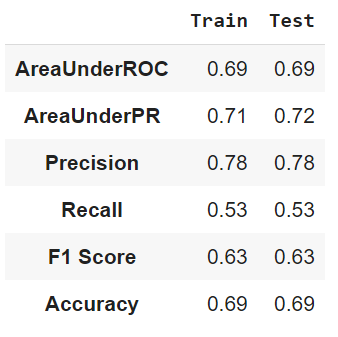 Train Test
AreaUnderROC 0.69 0.69
AreaUnderPR 0.71 0.72
Precision 0.78 0.78
Recall 0.53 0.53
F1 Score 0.63 0.63
Accuracy 0.69 0.69